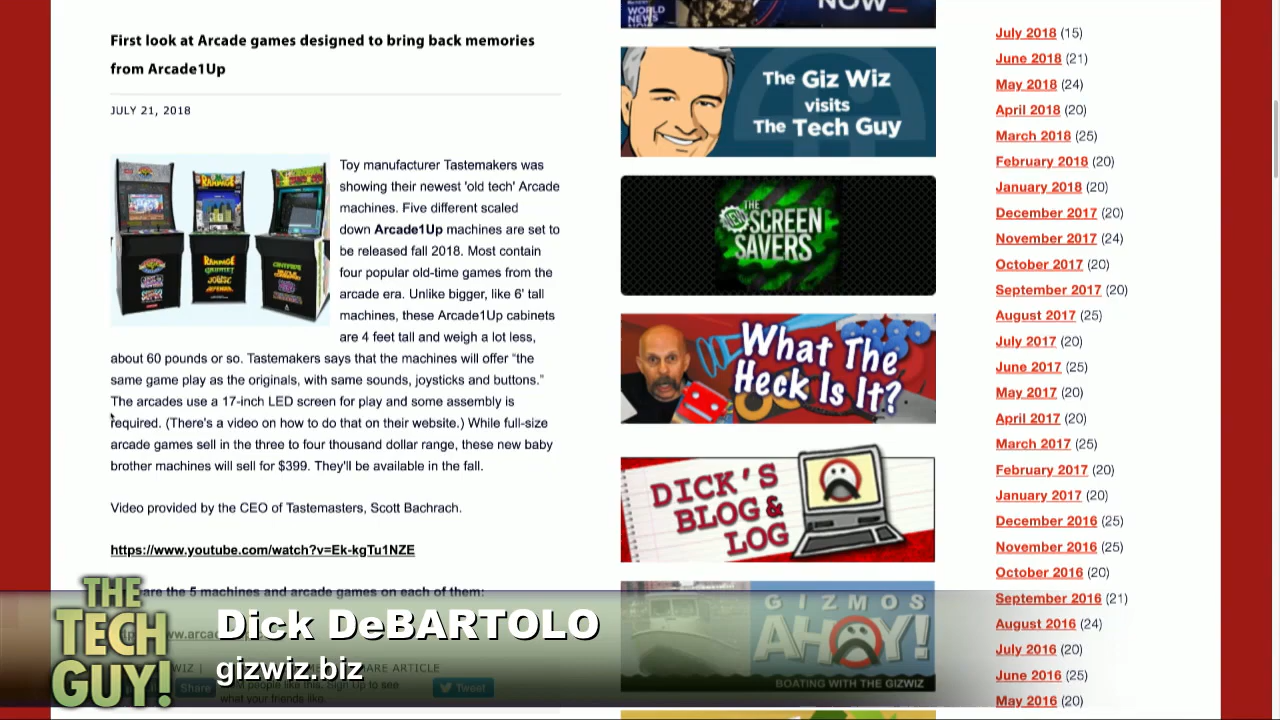 First look at Arcade games designed to bring back memories
from Arcade1Up
JULY 21, 2018
Toy manufacturer Tastemakers was
showing their newest 'old tech' Arcade
machines. Five different scaled
down Arcade1Up machines are set to
be released fall 2018. Most contain
four popular old-time games from the
arcade era. Unlike bigger, like 6' tall
machines, these Arcade1Up cabinets
are 4 feet tall and weigh a lot less,
about 60 pounds or so. Tastemakers says that the machines will offer "the
same game play as the originals, with same sounds, joysticks and buttons."
The arcades use a 17-inch LED screen for play and some assembly is
required. (There's a video on how to do that on their website.) While full-size
arcade games sell in the three to four thousand dollar range, these new baby
brother machines will sell for $399. They'll be available in the fall.
Video provided by the CEO of Tastemasters, Scott Bachrach.
https://www.youtube.com/watch?v=Ek-kgTu1NZE
are the 5 machines and arcade games on each of them:
SHARE ARTICLE
Share
people like this. Sign Up to see
what your friends like.
Tweet
RAMPAGE
RAMPAGE
GAUNTLET
JOUST
DEFENDER
CENTIPEDE
WORLD
NEWS
NOW
NOW_
The Giz Wiz
visits
The Tech Guy
THE
NEW
SCREEN
SAVERS
What The
Heck Is It?
DICK'S
BLOG &
LOG
GIZMOS
AHOY!
BOATING WITH THE GIZWIZ
July 2018 (15)
June 2018 (21)
May 2018 (24)
April 2018 (20)
March 2018 (25)
February 2018 (20)
January 2018 (20)
December 2017 (20)
November 2017 (24)
October 2017 (20)
September 2017 (20)
August 2017 (25)
July 2017 (20)
June 2017 (25)
May 2017 (20)
April 2017 (20)
March 2017 (25)
February 2017 (20)
January 2017 (20)
December 2016 (25)
November 2016 (25)
October 2016 (20)
September 2016 (21)
August 2016 (24)
July 2016 (20)
June 2016 (25)
May 2016 (20)
THE
TECH
GUY!
Dick DeBARTOLO
gizwiz.biz